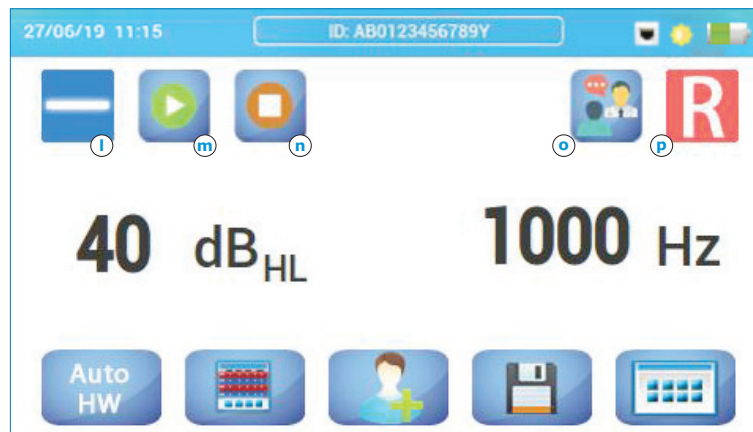 27/06/19 11:15 ID: AB0123456789Y
R
l m n o p
40 dBHL 1000 Hz
Auto
HW